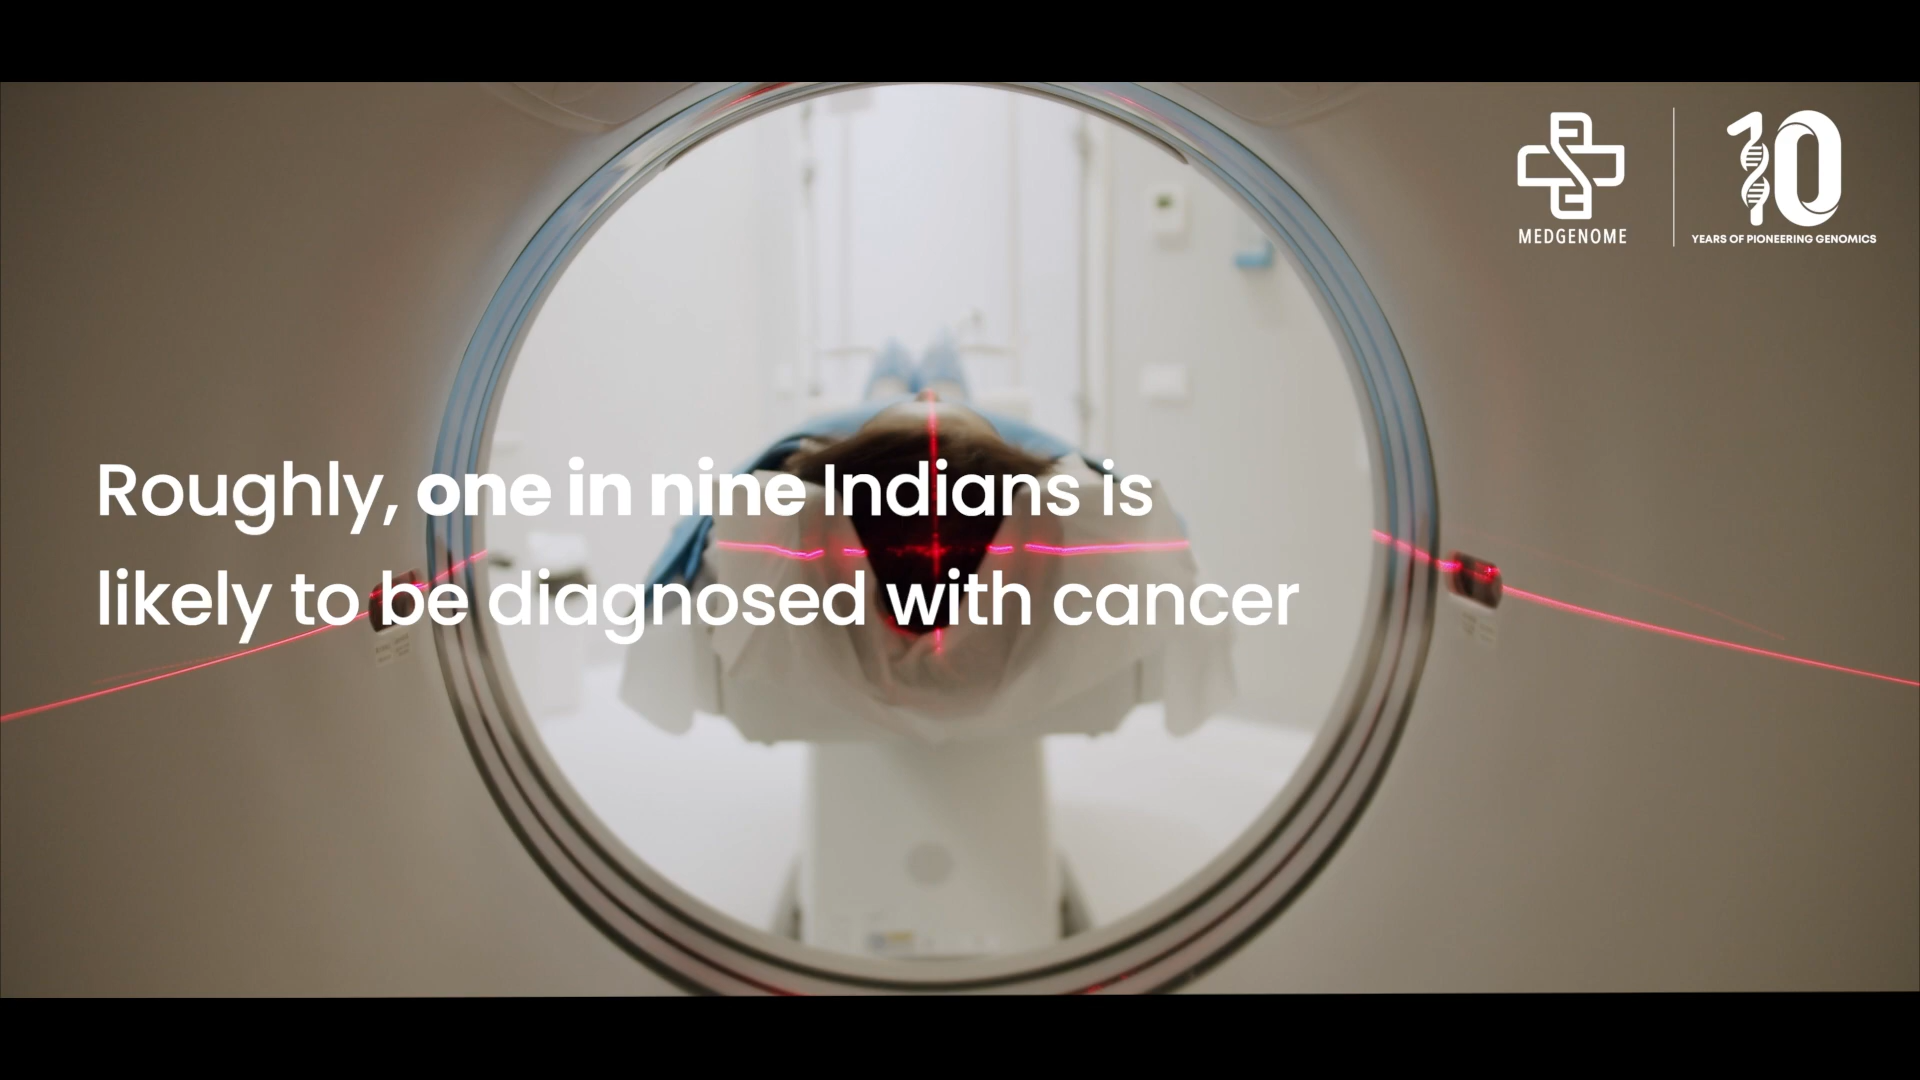 MEDGENOME
10
YEARS OF PIONEERING GENOMICS
Roughly, one in nine Indians is
likely to be diagnosed with cancer